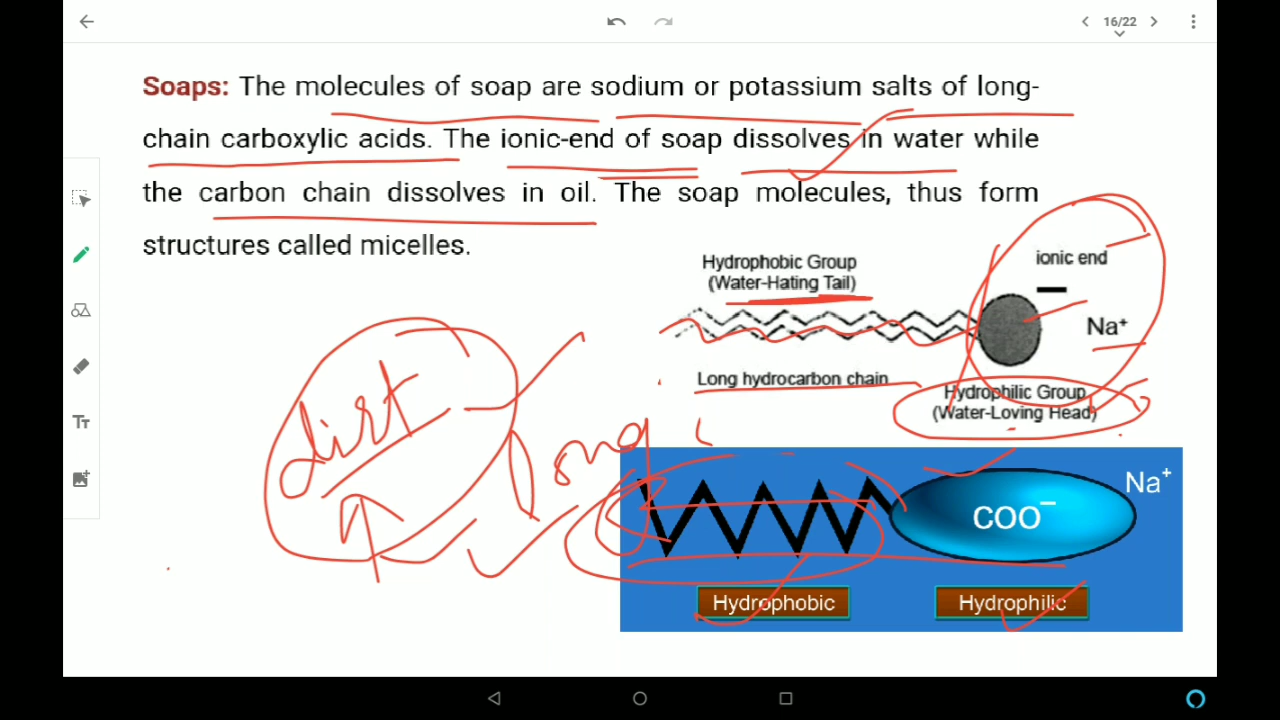 16/22
Soaps: The molecules of soap are sodium or potassium salts of long-
chain carboxylic acids. The ionic-end of soap dissolves in water while
the carbon chain dissolves in oil. The soap molecules, thus form
structures called micelles.
Hydrophobic Group
(Water-Hating Tail)
ionic end
Na⁺
Long hydrocarbon chain
Hydrophilic Group
(Water-Loving Head)
dirt
long
COO⁻
Na⁺
Hydrophobic
Hydrophilic
Tт